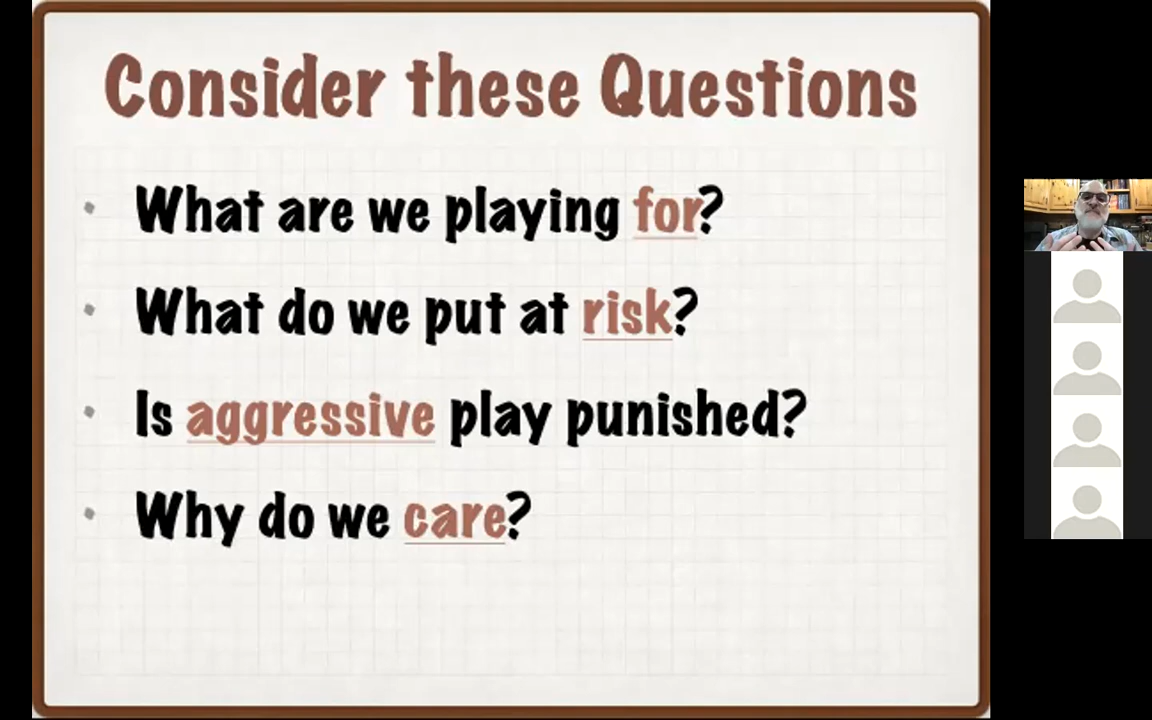 Consider these Questions
• What are we playing for?
• What do we put at risk?
• Is aggressive play punished?
• Why do we care?